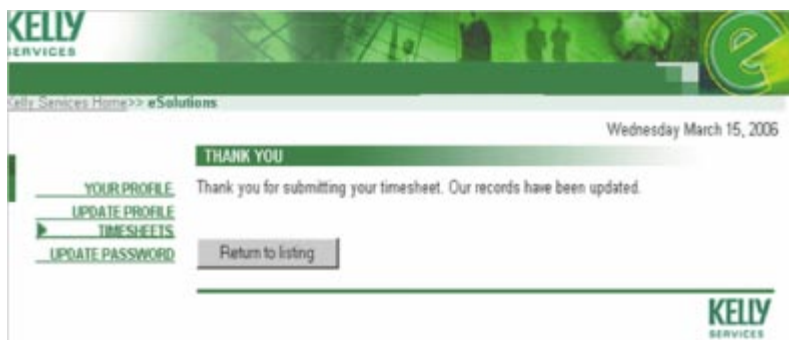 KELLY
SERVICES
e
Kelly Services Home>> eSolutions
Wednesday March 15, 2006
THANK YOU
YOUR PROFILE
UPDATE PROFILE
TIMESHEETS
UPDATE PASSWORD
Thank you for submitting your timesheet. Our records have been updated.
Return to listing
KELLY
SERVICES